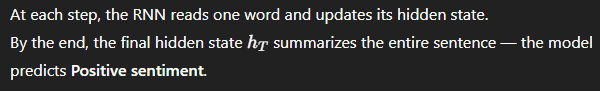 At each step, the RNN reads one word and updates its hidden state.
By the end, the final hidden state h_T summarizes the entire sentence — the model
predicts Positive sentiment.